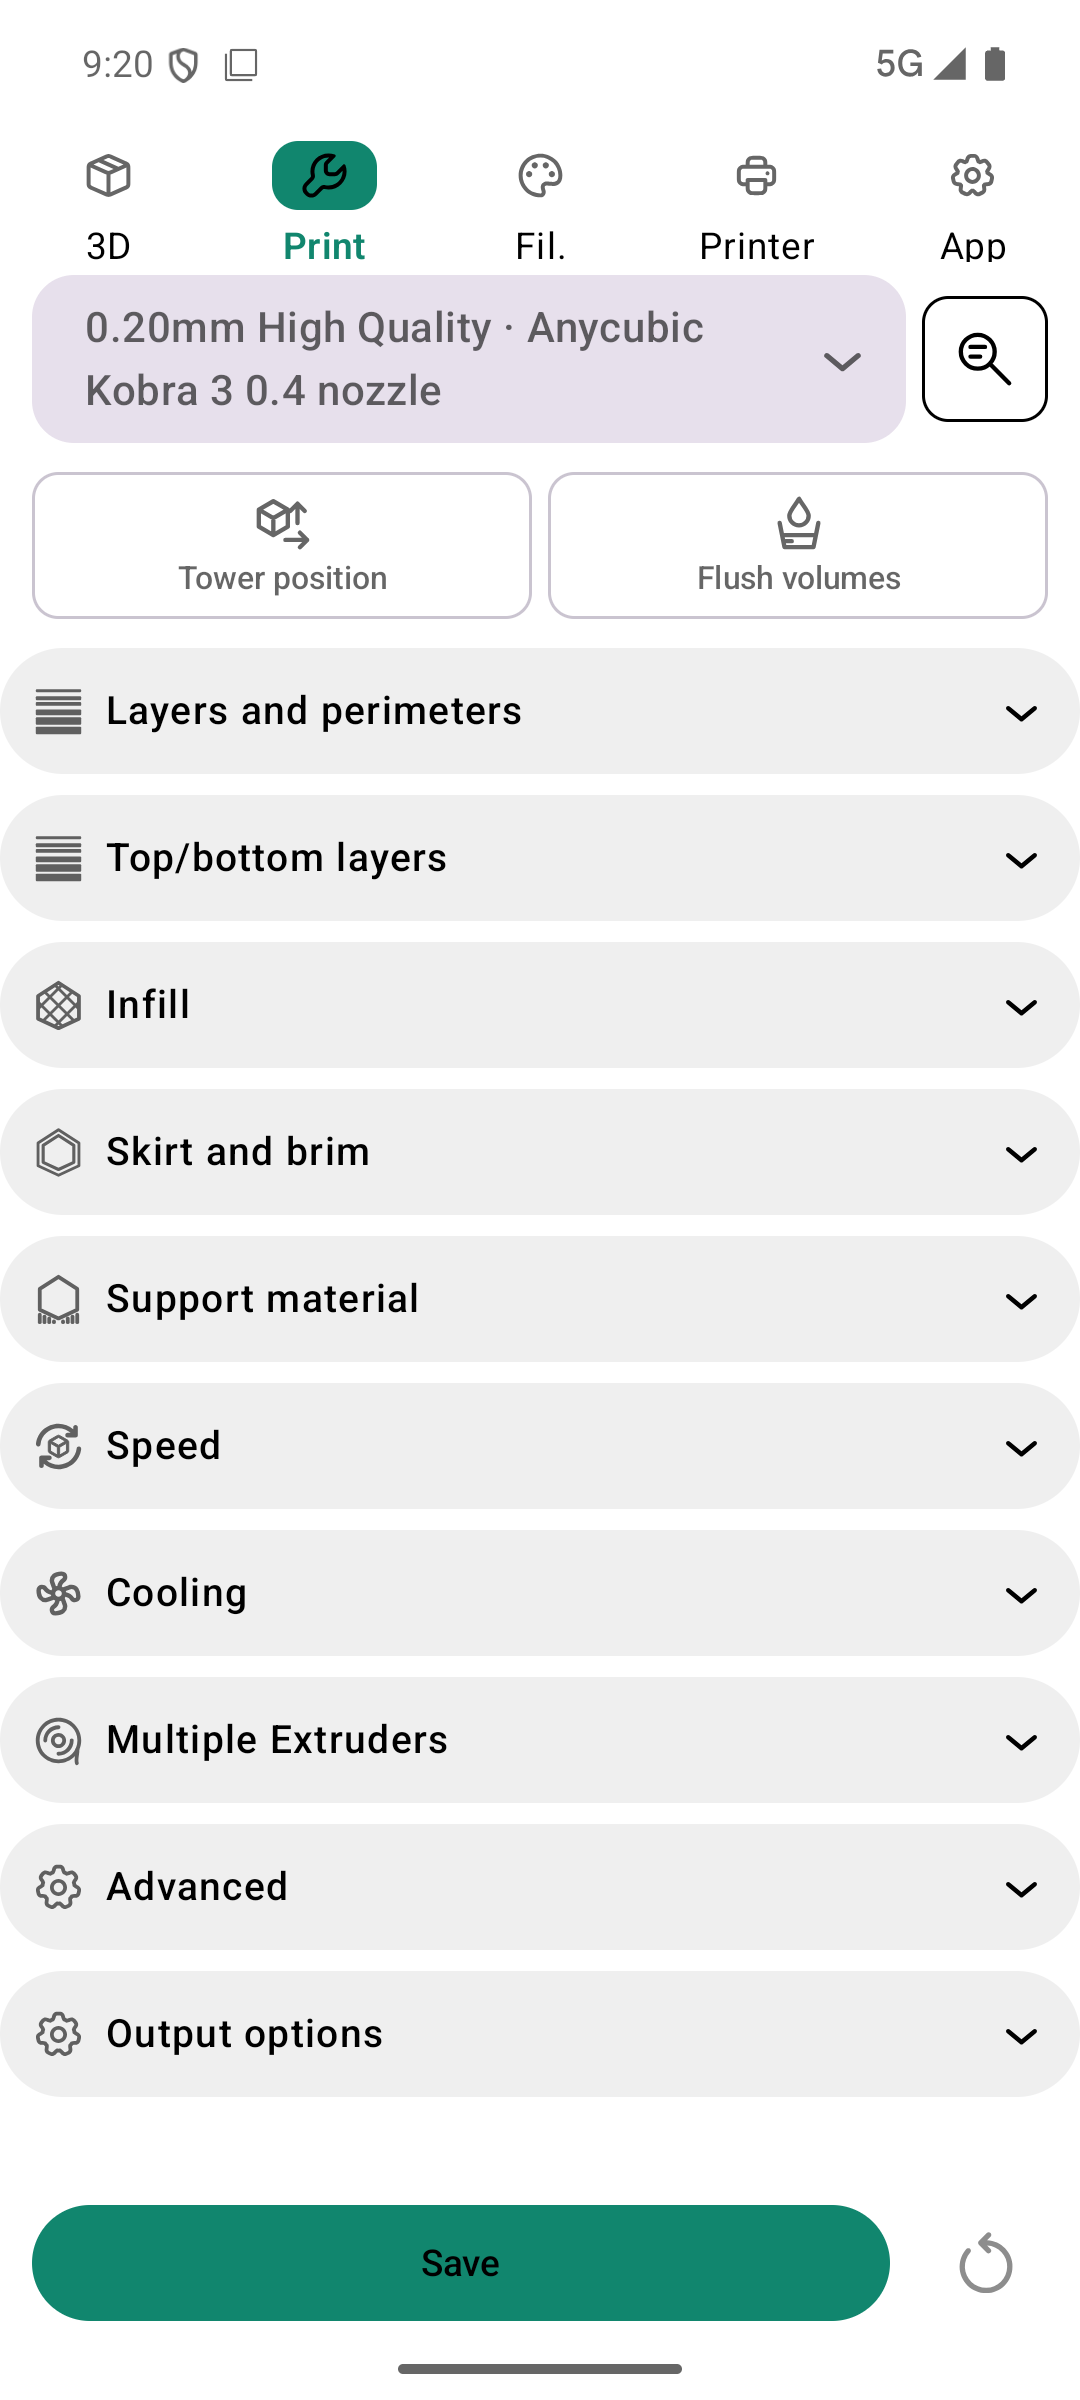 9:20
5G
3D
Print
Fil.
Printer
App
0.20mm High Quality · Anycubic
Kobra 3 0.4 nozzle
Tower position
Flush volumes
Layers and perimeters
Top/bottom layers
Infill
Skirt and brim
Support material
Speed
Cooling
Multiple Extruders
Advanced
Output options
Save